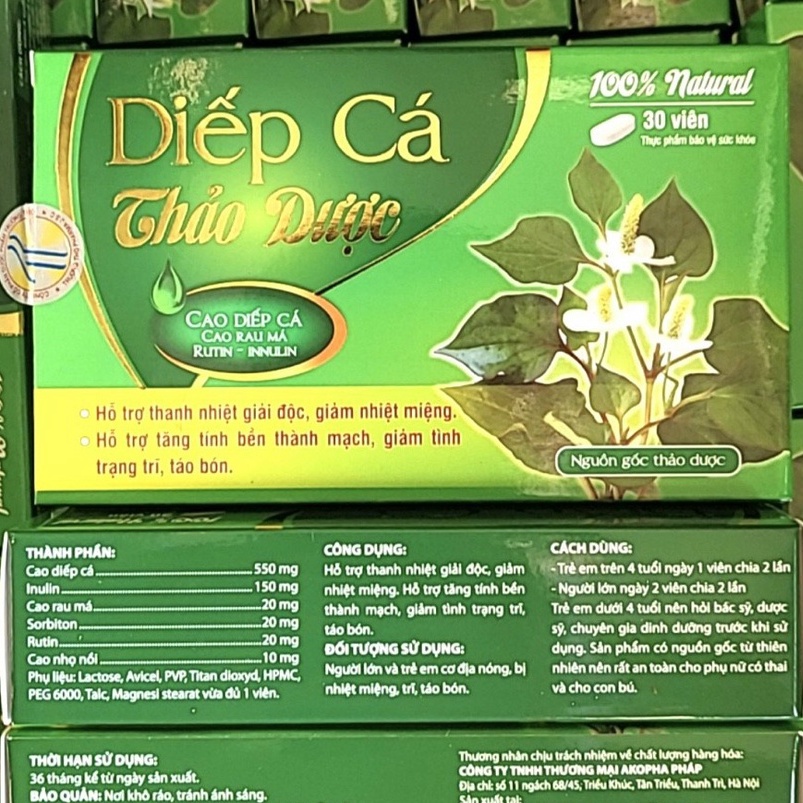 Diếp Cá
Thảo Dược
100% Natural
30 viên
Thực phẩm bảo vệ sức khỏe
CAO DIẾP CÁ
CAO RAU MÁ
RUTIN - INNULIN
Hỗ trợ thanh nhiệt giải độc, giảm nhiệt miệng.
Hỗ trợ tăng tính bền thành mạch, giảm tình
trạng trĩ, táo bón.
Nguồn gốc thảo dược
THÀNH PHẦN:
Cao diếp cá 550 mg
Inulin 150 mg
Cao rau má 20 mg
Sorbiton 20 mg
Rutin 20 mg
Cao nhọ nồi 10 mg
Phụ liệu: Lactose, Avicel, PVP, Titan dioxyd, HPMC,
PEG 6000, Talc, Magnesi stearat vừa đủ 1 viên.
CÔNG DỤNG:
Hỗ trợ thanh nhiệt giải độc, giảm
nhiệt miệng. Hỗ trợ tăng tính bền
thành mạch, giảm tình trạng trĩ,
táo bón.
ĐỐI TƯỢNG SỬ DỤNG:
Người lớn và trẻ em cơ địa nóng, bị
nhiệt miệng, trĩ, táo bón.
CÁCH DÙNG:
- Trẻ em trên 4 tuổi ngày 1 viên chia 2 lần
- Người lớn ngày 2 viên chia 2 lần
Trẻ em dưới 4 tuổi nên hỏi bác sỹ, dược
sỹ, chuyên gia dinh dưỡng trước khi sử
dụng. Sản phẩm có nguồn gốc từ thiên
nhiên nên rất an toàn cho phụ nữ có thai
và cho con bú.
THỜI HẠN SỬ DỤNG:
36 tháng kể từ ngày sản xuất.
BẢO QUẢN: Nơi khô ráo, tránh ánh sáng.
Thương nhân chịu trách nhiệm về chất lượng hàng hóa:
CÔNG TY TNHH THƯƠNG MẠI AKOPHA PHÁP
Địa chỉ: số 11 ngách 68/45, Triều Khúc, Tân Triều, Thanh Trì, Hà Nội
Sản xuất tại: